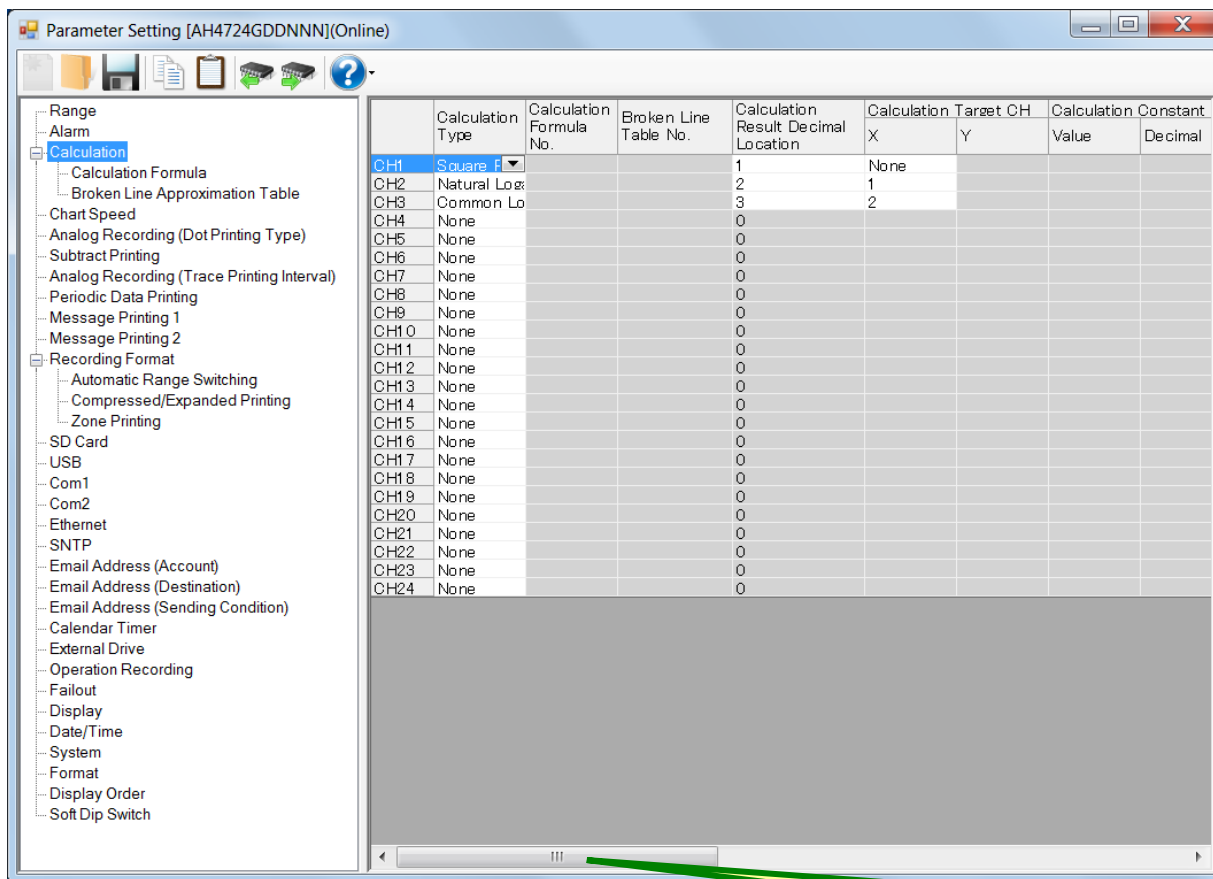 Parameter Setting [AH4724GDDNNN](Online)
Range
Alarm
Calculation
Calculation Formula
Broken Line Approximation Table
Chart Speed
Analog Recording (Dot Printing Type)
Subtract Printing
Analog Recording (Trace Printing Interval)
Periodic Data Printing
Message Printing 1
Message Printing 2
Recording Format
Automatic Range Switching
Compressed/Expanded Printing
Zone Printing
SD Card
USB
Com1
Com2
Ethernet
SNTP
Email Address (Account)
Email Address (Destination)
Email Address (Sending Condition)
Calendar Timer
External Drive
Operation Recording
Failout
Display
Date/Time
System
Format
Display Order
Soft Dip Switch
Calculation Type Calculation Formula No. Broken Line Table No. Calculation Result Decimal Location Calculation Target CH Calculation Constant
X Y Value Decimal
CH1 Square 1 None
CH2 Natural Log 2 1
CH3 Common Lo 3 2
CH4 None 0
CH5 None 0
CH6 None 0
CH7 None 0
CH8 None 0
CH9 None 0
CH10 None 0
CH11 None 0
CH12 None 0
CH13 None 0
CH14 None 0
CH15 None 0
CH16 None 0
CH17 None 0
CH18 None 0
CH19 None 0
CH20 None 0
CH21 None 0
CH22 None 0
CH23 None 0
CH24 None 0